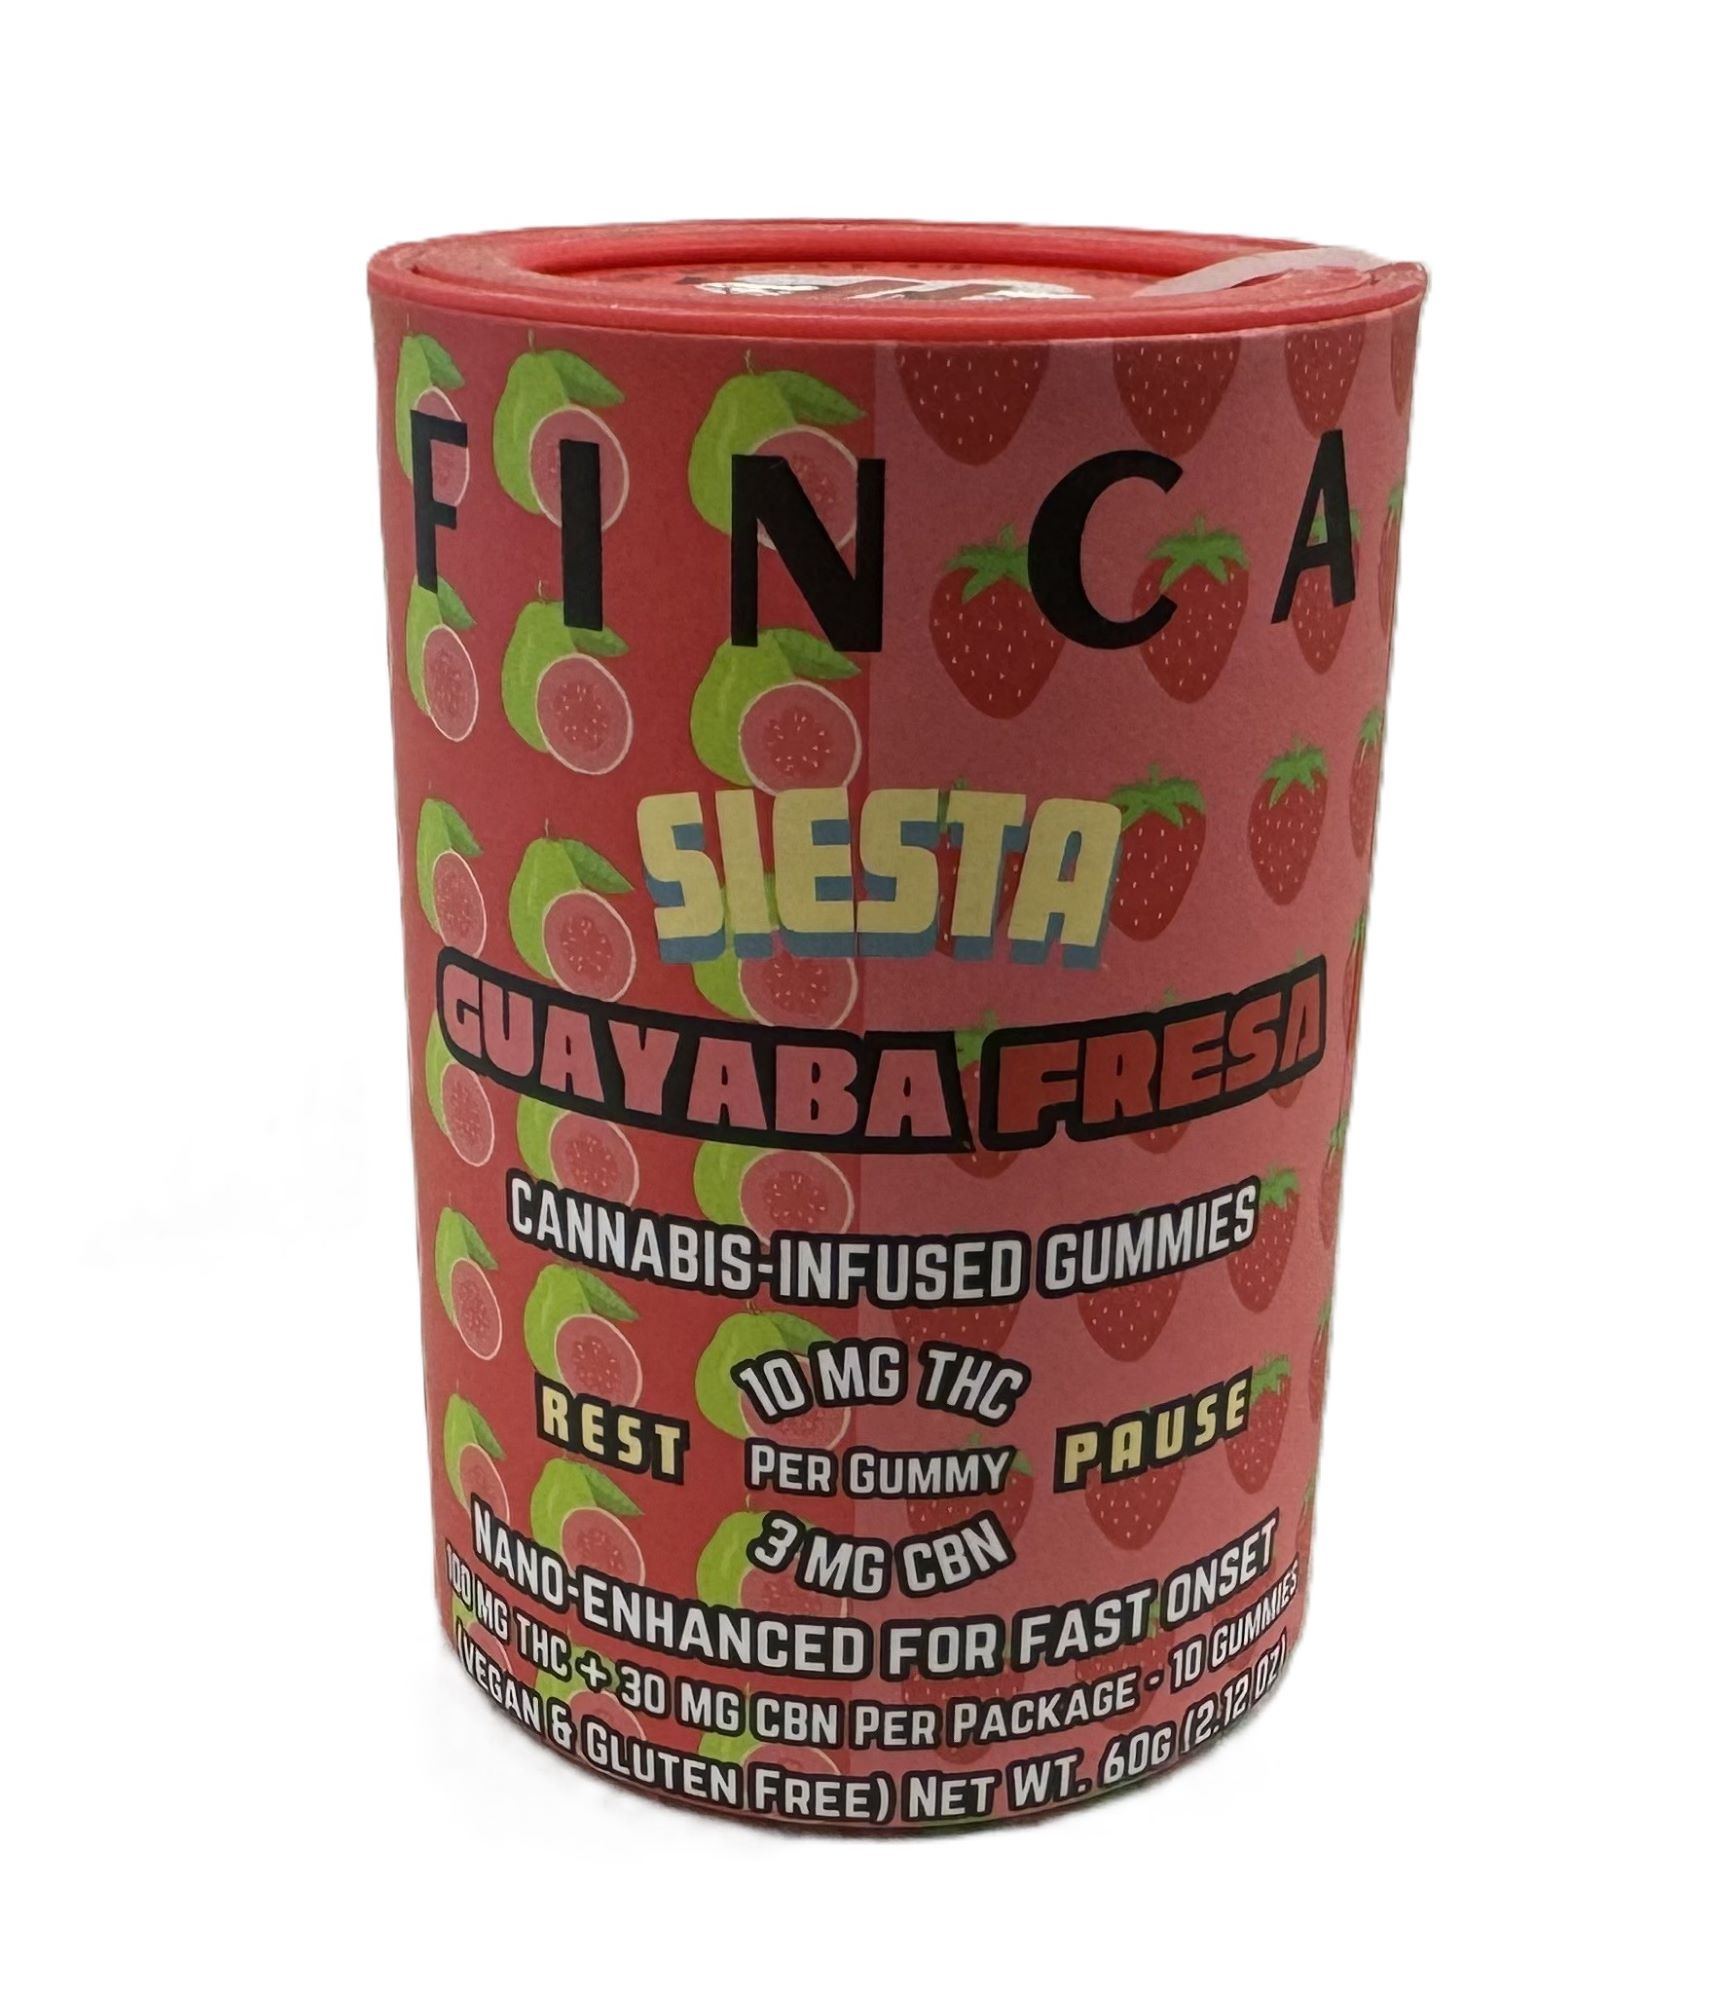 FINCA
SIESTA
GUAYABA FRESA
CANNABIS-INFUSED GUMMIES
10 MG THC
REST PER GUMMY PAUSE
3 MG CBN
NANO-ENHANCED FOR FAST ONSET
100 MG THC + 30 MG CBN PER PACKAGE - 10 GUMMIES
(VEGAN & GLUTEN FREE) NET WT. 60G (2.12 OZ)